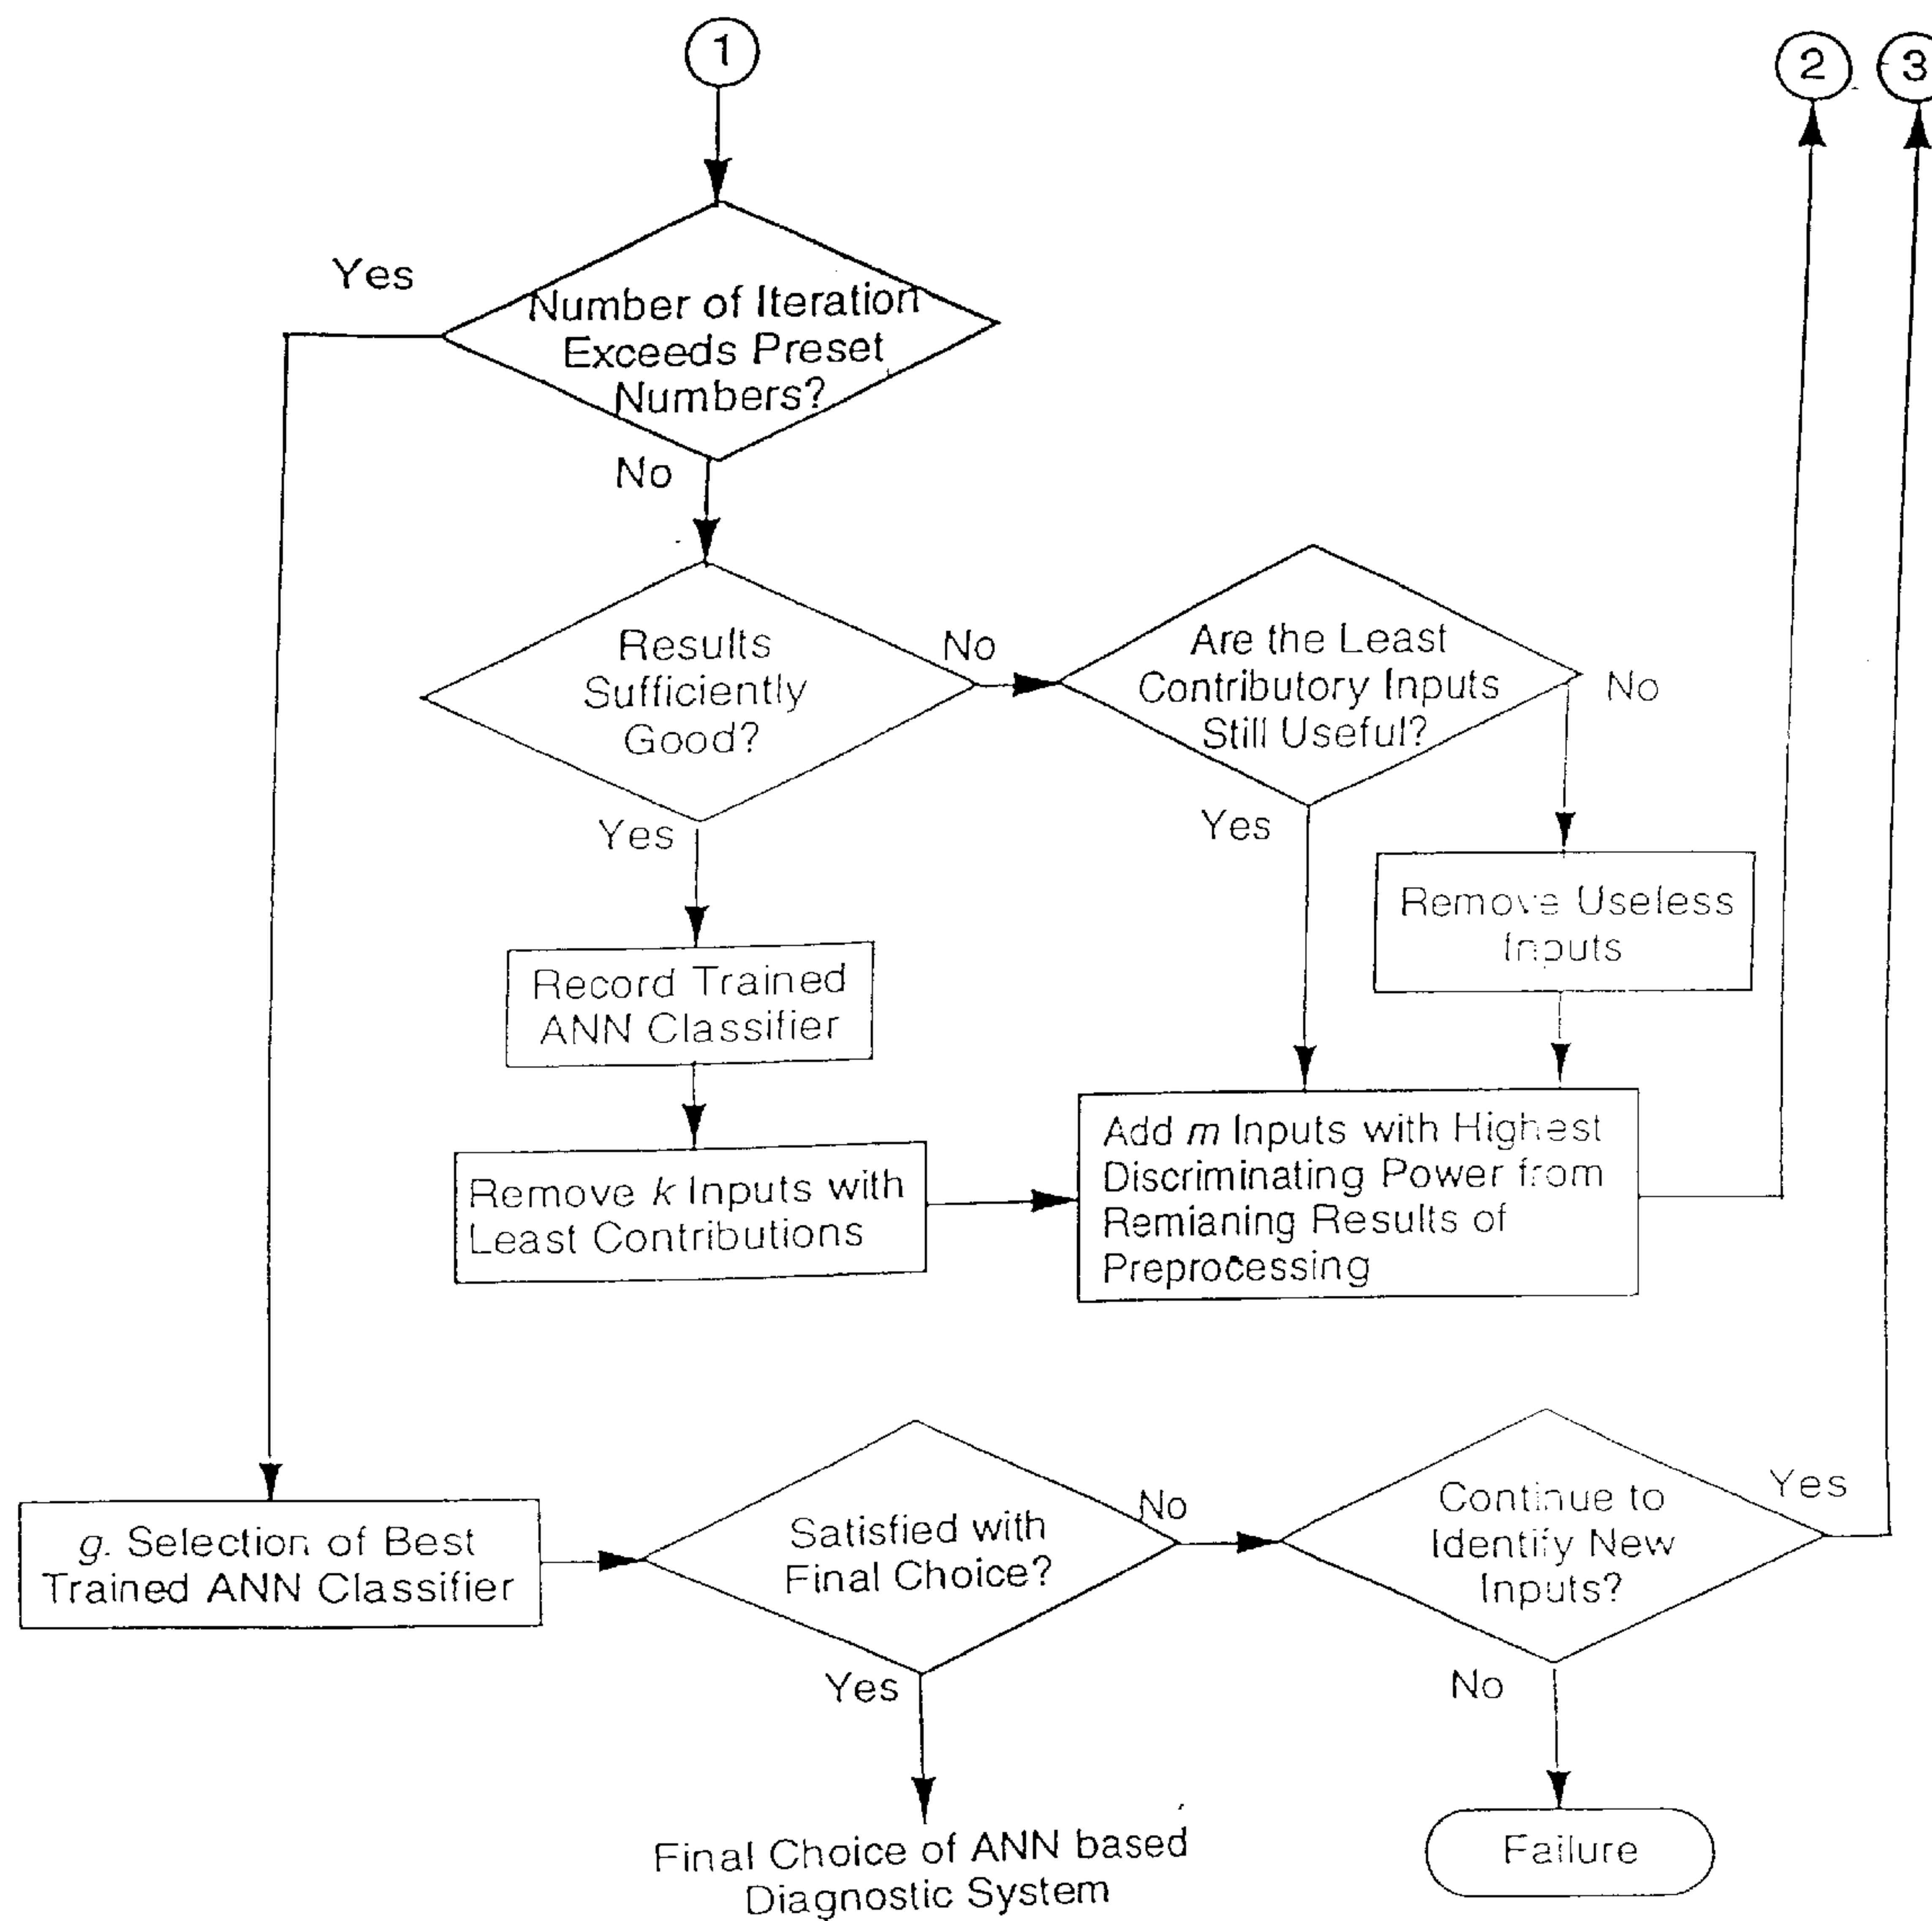 1
2
3
Yes
Number of Iteration
Exceeds Preset
Numbers?
No
Results
Sufficiently
Good?
No
Are the Least
Contributory Inputs
Still Useful?
No
Yes
Yes
Remove Useless
Inputs
Record Trained
ANN Classifier
Remove k Inputs with
Least Contributions
Add m Inputs with Highest
Discriminating Power from
Remianing Results of
Preprocessing
g. Selection of Best
Trained ANN Classifier
Satisfied with
Final Choice?
No
Continue to
Identify New
Inputs?
Yes
Yes
No
Final Choice of ANN based
Diagnostic System
Failure